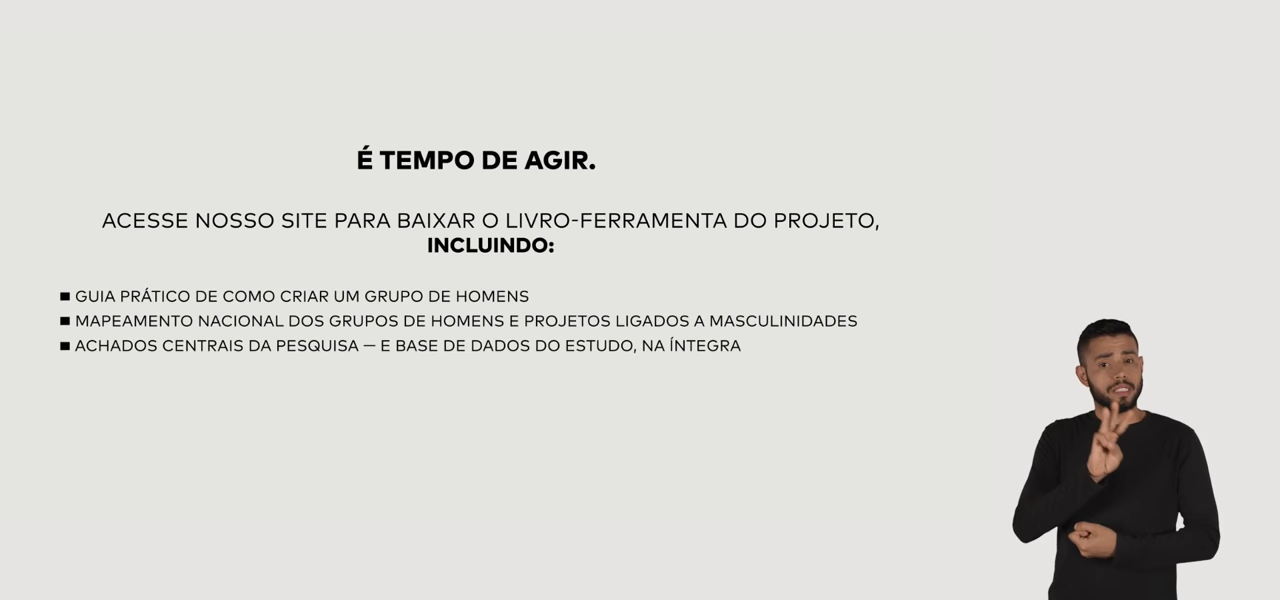 É TEMPO DE AGIR.
ACESSE NOSSO SITE PARA BAIXAR O LIVRO-FERRAMENTA DO PROJETO,
INCLUINDO:
■ GUIA PRÁTICO DE COMO CRIAR UM GRUPO DE HOMENS
■ MAPEAMENTO NACIONAL DOS GRUPOS DE HOMENS E PROJETOS LIGADOS A MASCULINIDADES
■ ACHADOS CENTRAIS DA PESQUISA — E BASE DE DADOS DO ESTUDO, NA ÍNTEGRA